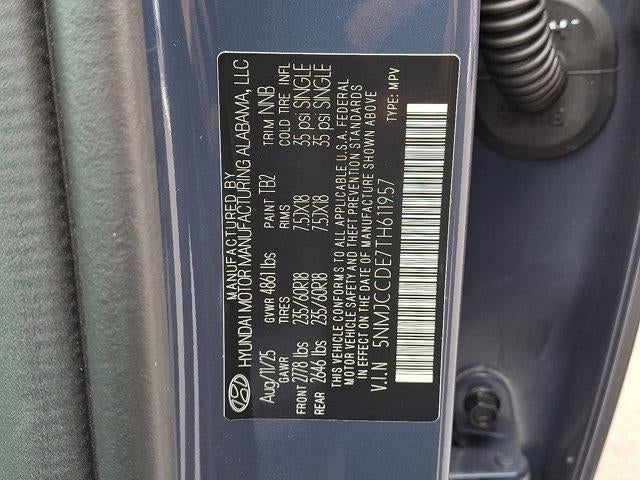 MANUFACTURED BY
HYUNDAI MOTOR MANUFACTURING ALABAMA, LLC
Aug/11/25 GVWR 4861 lbs PAINT TB2 TRIM NNB
GAWR TIRES RIMS COLD TIRE INFL
FRONT 2778 lbs 235/60R18 7.5JX18 35 psi SINGLE
REAR 2646 lbs 235/60R18 7.5JX18 35 psi SINGLE
THIS VEHICLE CONFORMS TO ALL APPLICABLE U.S.A. FEDERAL
MOTOR VEHICLE SAFETY AND THEFT PREVENTION STANDARDS
IN EFFECT ON THE DATE OF MANUFACTURE SHOWN ABOVE
V.I.N 5NMJCCDE7TH611957 TYPE: MPV